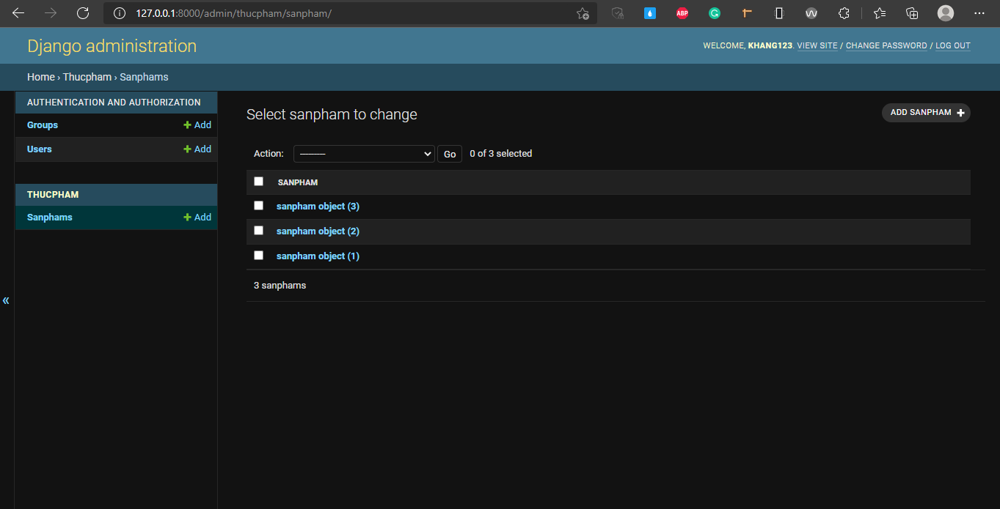 127.0.0.1:8000/admin/thucpham/sanpham/
ABP
Django administration
WELCOME, KHANG123. VIEW SITE / CHANGE PASSWORD / LOG OUT
Home › Thucpham › Sanphams
AUTHENTICATION AND AUTHORIZATION
Groups + Add
Users + Add
THUCPHAM
Sanphams + Add
«
Select sanpham to change
ADD SANPHAM +
Action: --------- Go 0 of 3 selected
SANPHAM
sanpham object (3)
sanpham object (2)
sanpham object (1)
3 sanphams